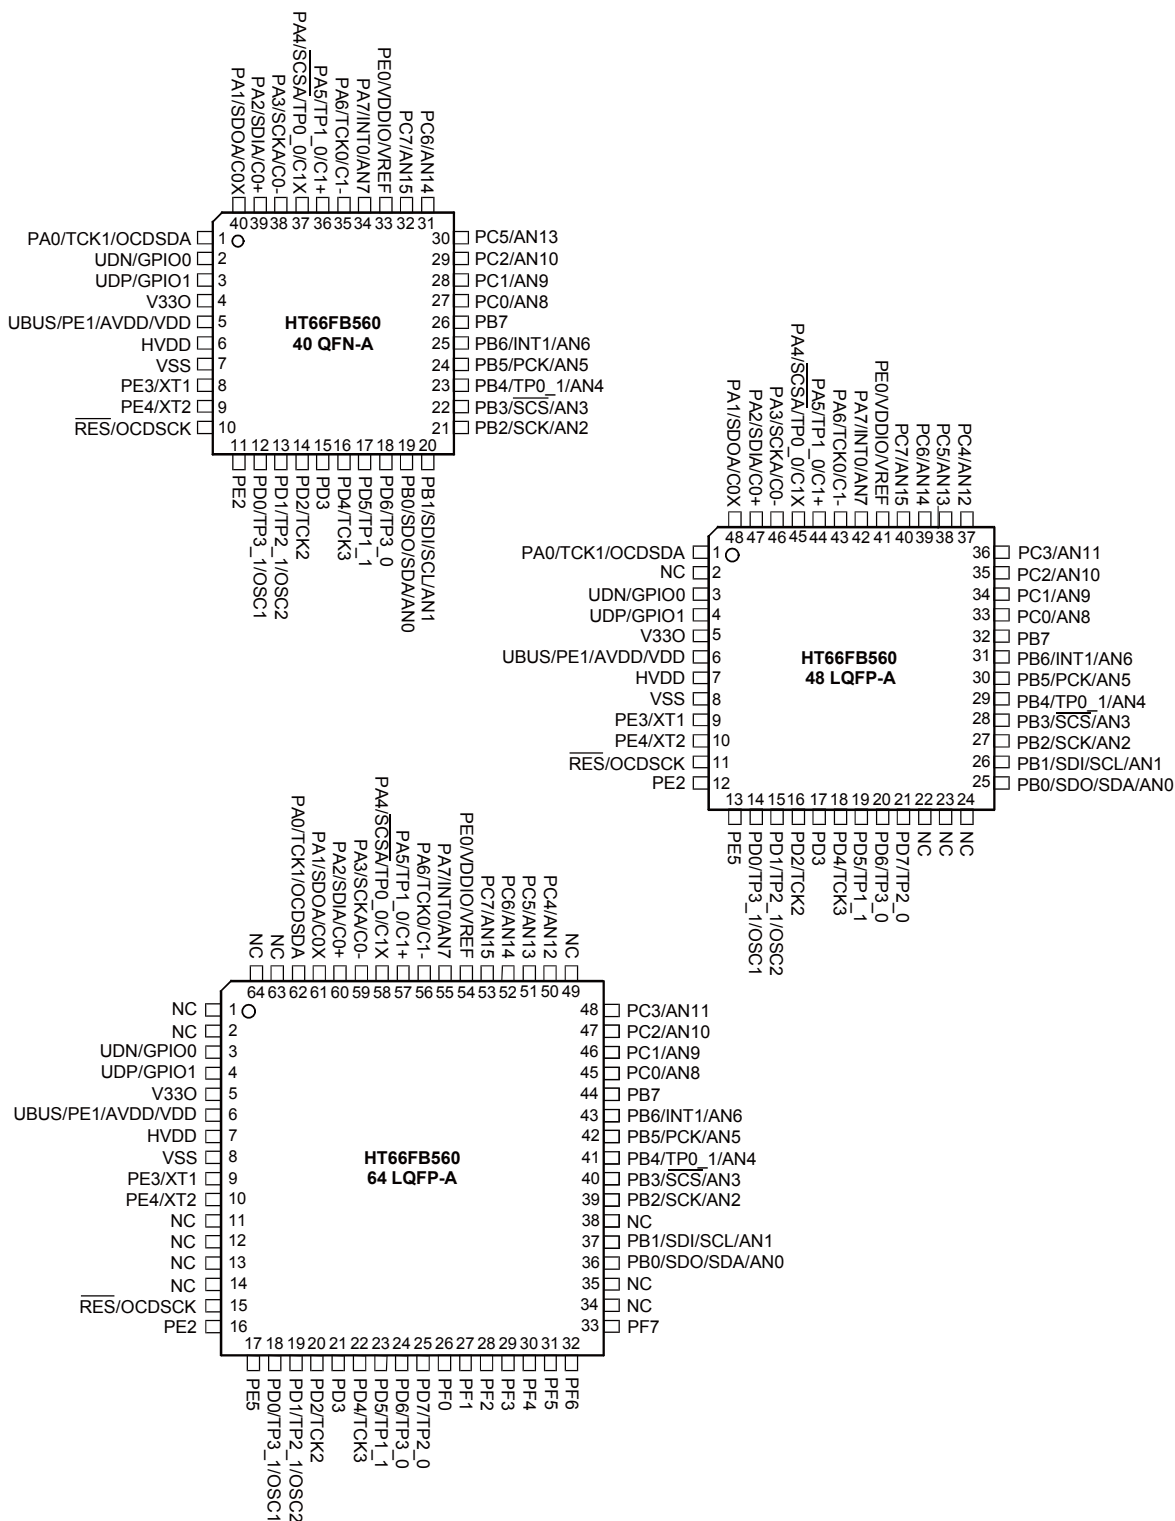 PA1/SDOA/C0X
PA2/SDIA/C0+
PA3/SCKA/C0-
PA4/SCSA/TP0_0/C1X
PA5/TP1_0/C1+
PA6/TCK0/C1-
PA7/INT0/AN7
PE0/VDDIO/VREF
PC7/AN15
PC6/AN14
40 39 38 37 36 35 34 33 32 31
PA0/TCK1/OCDSDA 1
UDN/GPIO0 2
UDP/GPIO1 3
V33O 4
UBUS/PE1/AVDD/VDD 5
HVDD 6
VSS 7
PE3/XT1 8
PE4/XT2 9
RES/OCDSCK 10
HT66FB560
40 QFN-A
30 PC5/AN13
29 PC2/AN10
28 PC1/AN9
27 PC0/AN8
26 PB7
25 PB6/INT1/AN6
24 PB5/PCK/AN5
23 PB4/TP0_1/AN4
22 PB3/SCS/AN3
21 PB2/SCK/AN2
11 12 13 14 15 16 17 18 19 20
PE2
PD0/TP3_1/OSC1
PD1/TP2_1/OSC2
PD2/TCK2
PD3
PD4/TCK3
PD5/TP1_1
PD6/TP3_0
PB0/SDO/SDA/AN0
PB1/SDI/SCL/AN1
PA1/SDOA/C0X
PA2/SDIA/C0+
PA3/SCKA/C0-
PA4/SCSA/TP0_0/C1X
PA5/TP1_0/C1+
PA6/TCK0/C1-
PA7/INT0/AN7
PE0/VDDIO/VREF
PC7/AN15
PC6/AN14
PC5/AN13
PC4/AN12
48 47 46 45 44 43 42 41 40 39 38 37
PA0/TCK1/OCDSDA 1
NC 2
UDN/GPIO0 3
UDP/GPIO1 4
V33O 5
UBUS/PE1/AVDD/VDD 6
HVDD 7
VSS 8
PE3/XT1 9
PE4/XT2 10
RES/OCDSCK 11
PE2 12
HT66FB560
48 LQFP-A
36 PC3/AN11
35 PC2/AN10
34 PC1/AN9
33 PC0/AN8
32 PB7
31 PB6/INT1/AN6
30 PB5/PCK/AN5
29 PB4/TP0_1/AN4
28 PB3/SCS/AN3
27 PB2/SCK/AN2
26 PB1/SDI/SCL/AN1
25 PB0/SDO/SDA/AN0
13 14 15 16 17 18 19 20 21 22 23 24
PE5
PD0/TP3_1/OSC1
PD1/TP2_1/OSC2
PD2/TCK2
PD3
PD4/TCK3
PD5/TP1_1
PD6/TP3_0
PD7/TP2_0
NC
NC
NC
NC
NC
PA0/TCK1/OCDSDA
PA1/SDOA/C0X
PA2/SDIA/C0+
PA3/SCKA/C0-
PA4/SCSA/TP0_0/C1X
PA5/TP1_0/C1+
PA6/TCK0/C1-
PA7/INT0/AN7
PE0/VDDIO/VREF
PC7/AN15
PC6/AN14
PC5/AN13
PC4/AN12
NC
64 63 62 61 60 59 58 57 56 55 54 53 52 51 50 49
NC 1
NC 2
UDN/GPIO0 3
UDP/GPIO1 4
V33O 5
UBUS/PE1/AVDD/VDD 6
HVDD 7
VSS 8
PE3/XT1 9
PE4/XT2 10
NC 11
NC 12
NC 13
NC 14
RES/OCDSCK 15
PE2 16
HT66FB560
64 LQFP-A
48 PC3/AN11
47 PC2/AN10
46 PC1/AN9
45 PC0/AN8
44 PB7
43 PB6/INT1/AN6
42 PB5/PCK/AN5
41 PB4/TP0_1/AN4
40 PB3/SCS/AN3
39 PB2/SCK/AN2
38 NC
37 PB1/SDI/SCL/AN1
36 PB0/SDO/SDA/AN0
35 NC
34 NC
33 PF7
17 18 19 20 21 22 23 24 25 26 27 28 29 30 31 32
PE5
PD0/TP3_1/OSC1
PD1/TP2_1/OSC2
PD2/TCK2
PD3
PD4/TCK3
PD5/TP1_1
PD6/TP3_0
PD7/TP2_0
PF0
PF1
PF2
PF3
PF4
PF5
PF6